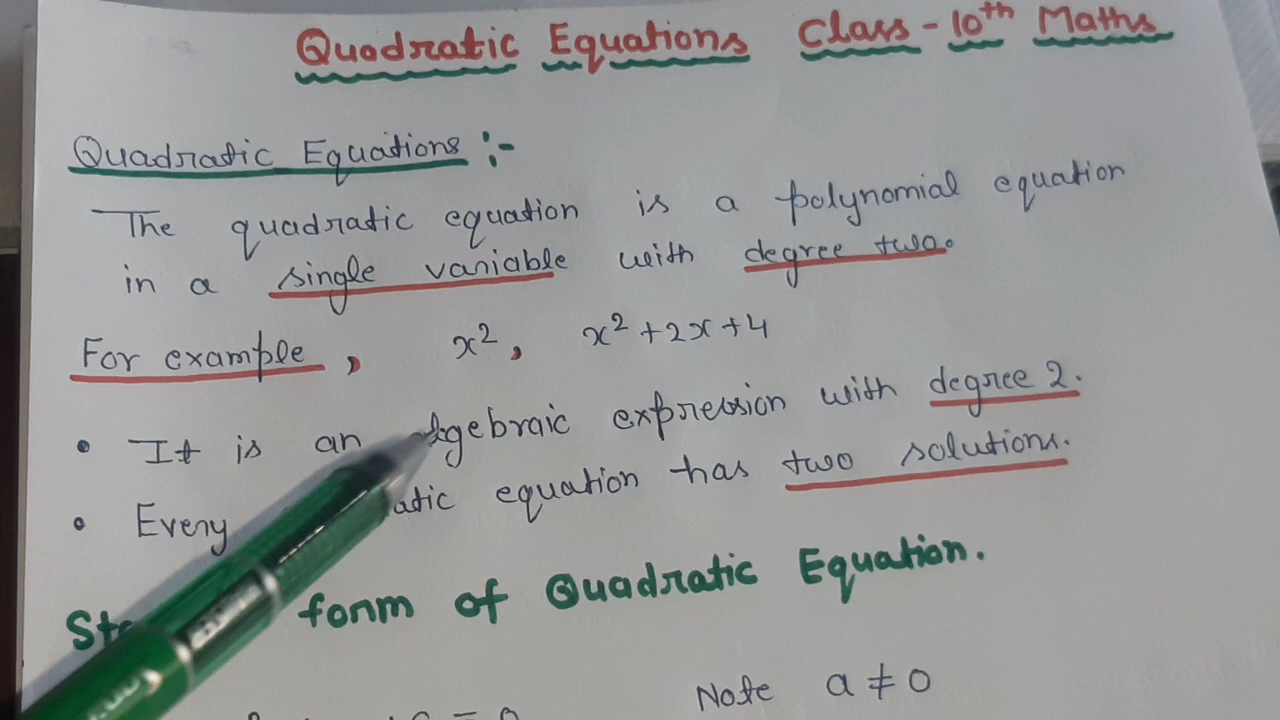 Quadratic Equations Class - 10th Maths
Quadratic Equations :-
The quadratic equation is a polynomial equation
in a single variable with degree two.
For example, x², x² + 2x + 4
• It is an algebraic expression with degree 2.
• Every atic equation has two solutions.
form of Quadratic Equation.
Note a ≠ 0
= 0